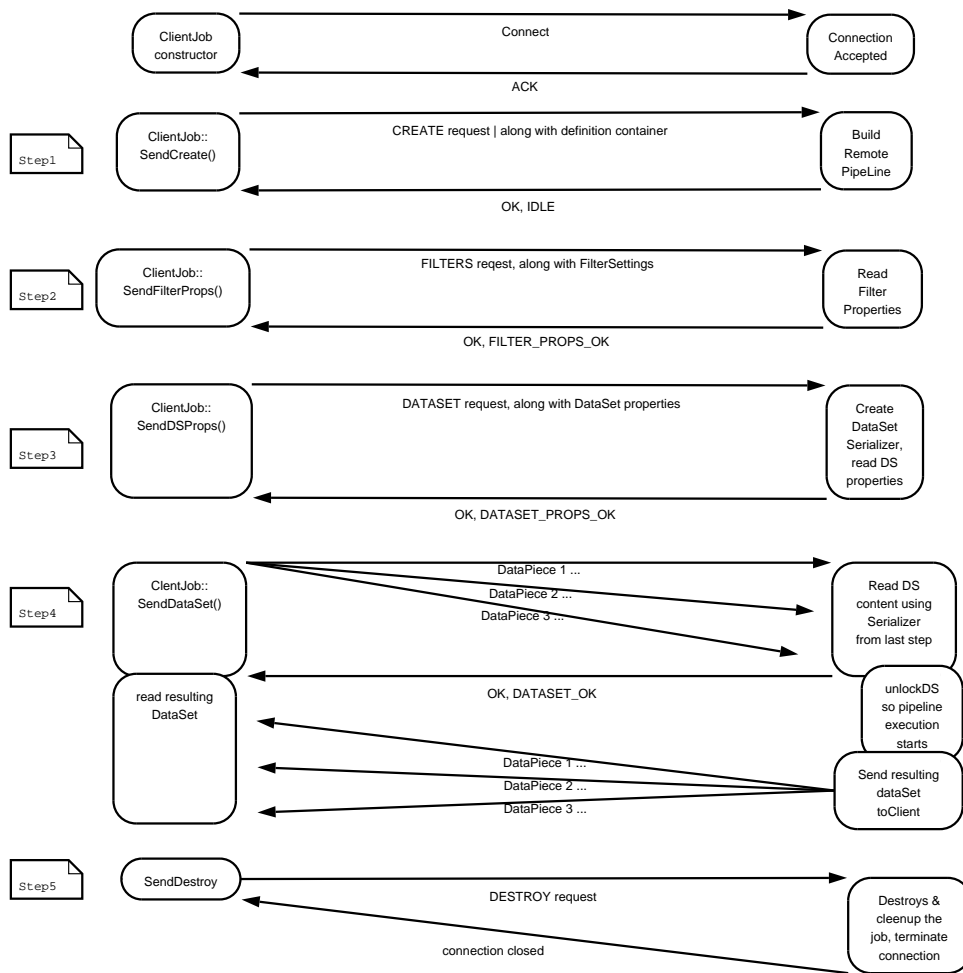 ClientJob
constructor
Connect
Connection
Accepted
ACK
Step1
ClientJob::
SendCreate()
CREATE request | along with definition container
Build
Remote
PipeLine
OK, IDLE
Step2
ClientJob::
SendFilterProps()
FILTERS reqest, along with FilterSettings
Read
Filter
Properties
OK, FILTER_PROPS_OK
Step3
ClientJob::
SendDSProps()
DATASET request, along with DataSet properties
Create
DataSet
Serializer,
read DS
properties
OK, DATASET_PROPS_OK
Step4
ClentJob::
SendDataSet()
DataPiece 1 ...
DataPiece 2 ...
DataPiece 3 ...
Read DS
content using
Serializer
from last step
OK, DATASET_OK
read resulting
DataSet
unlockDS
so pipeline
execution
starts
DataPiece 1 ...
DataPiece 2 ...
DataPiece 3 ...
Send resulting
dataSet
toClient
Step5
SendDestroy
DESTROY request
Destroys &
cleenup the
job, terminate
connection
connection closed